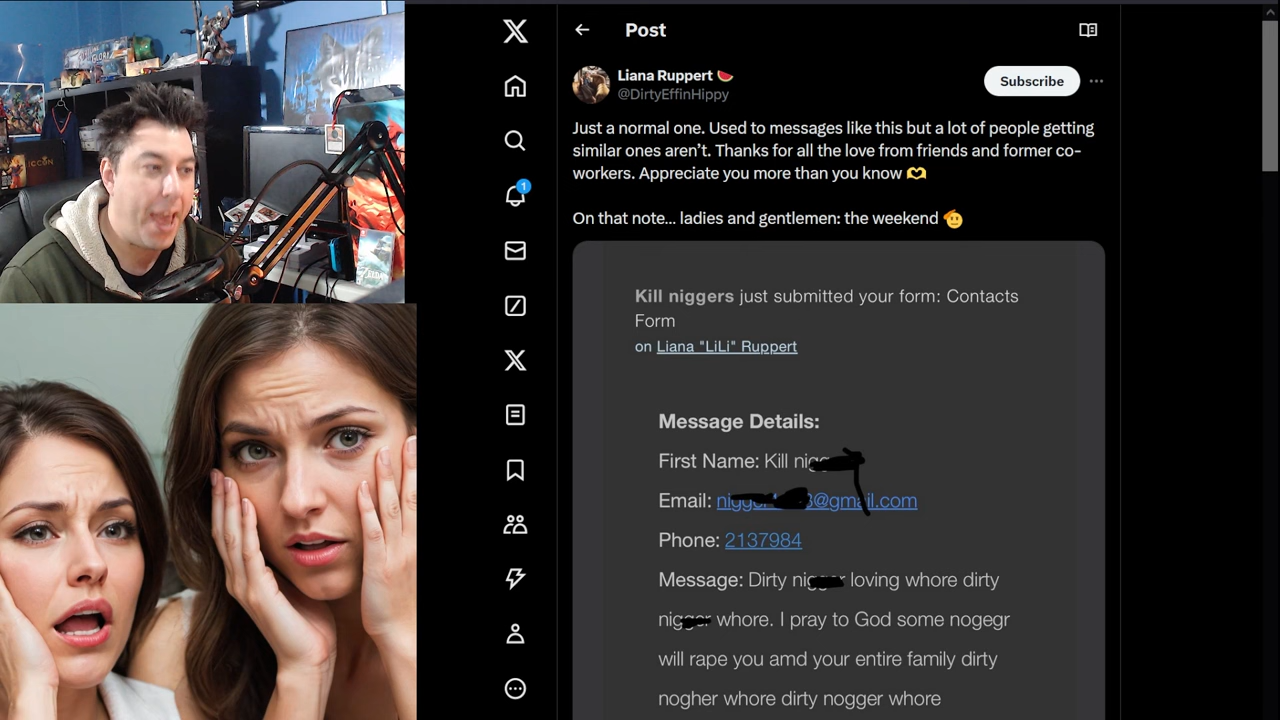 Post
Liana Ruppert 🍉
@DirtyEffinHippy
Subscribe
Just a normal one. Used to messages like this but a lot of people getting
similar ones aren't. Thanks for all the love from friends and former co-
workers. Appreciate you more than you know 🫶
On that note... ladies and gentlemen: the weekend 🫡
Kill niggers just submitted your form: Contacts
Form
on Liana "LiLi" Ruppert
Message Details:
First Name: Kill
Email: @gmail.com
Phone: 2137984
Message: Dirty loving whore dirty
whore. I pray to God some nogegr
will rape you amd your entire family dirty
nogher whore dirty nogger whore
1
ICCON